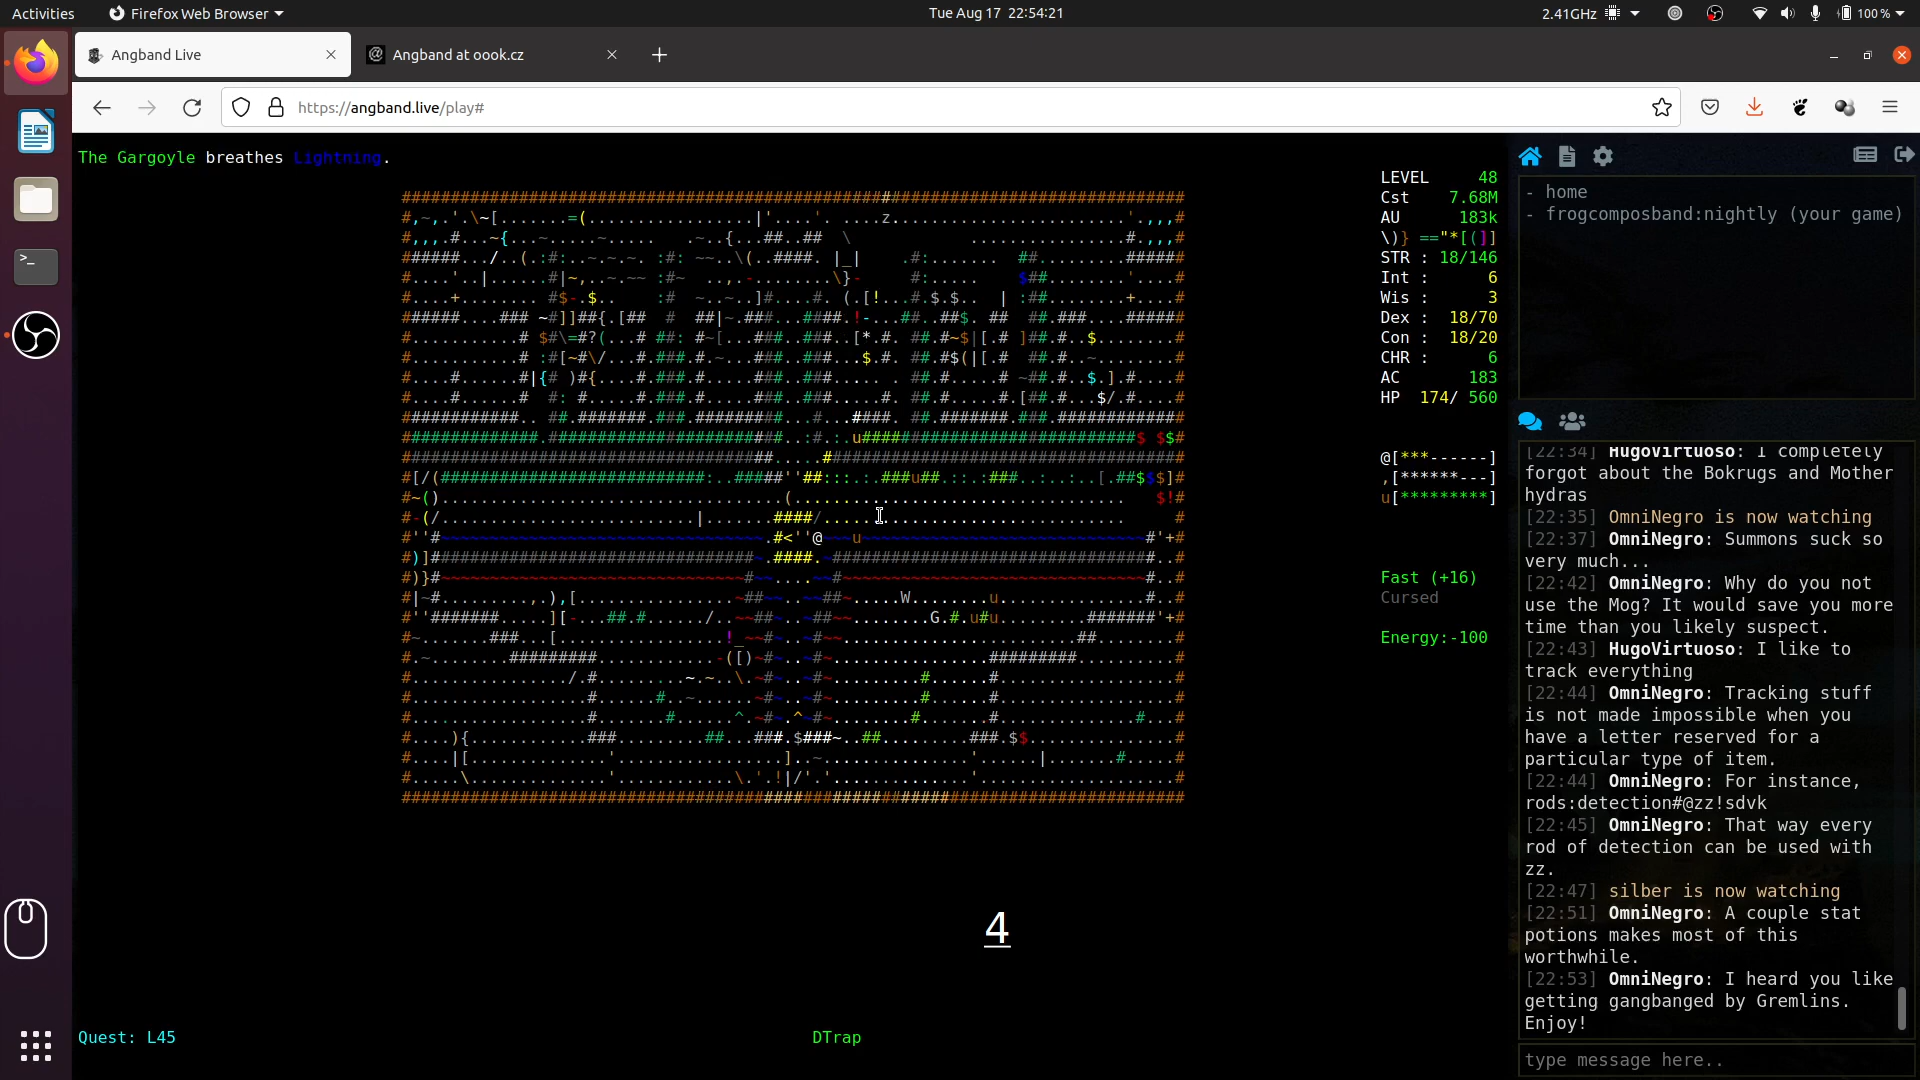 Activities
Firefox Web Browser
Tue Aug 17 22:54:21
2.41GHz
100 %
Angband Live
Angband at oook.cz
https://angband.live/play#
The Gargoyle breathes Lightning.
LEVEL 48
Cst 7.68M
AU 183k
\)} =="*[(]]
STR : 18/146
Int : 6
Wis : 3
Dex : 18/70
Con : 18/20
CHR : 6
AC 183
HP 174/ 560
@[***------]
,[******---]
u[*********]
Fast (+16)
Cursed
Energy:-100
4
Quest: L45
DTrap
- home
- frogcomposband:nightly (your game)
[22:34] HugoVirtuoso: I completely
forgot about the Bokrugs and Mother
hydras
[22:35] OmniNegro is now watching
[22:37] OmniNegro: Summons suck so
very much...
[22:42] OmniNegro: Why do you not
use the Mog? It would save you more
time than you likely suspect.
[22:43] HugoVirtuoso: I like to
track everything
[22:44] OmniNegro: Tracking stuff
is not made impossible when you
have a letter reserved for a
particular type of item.
[22:44] OmniNegro: For instance,
rods:detection#@zz!sdvk
[22:45] OmniNegro: That way every
rod of detection can be used with
zz.
[22:47] silber is now watching
[22:51] OmniNegro: A couple stat
potions makes most of this
worthwhile.
[22:53] OmniNegro: I heard you like
getting gangbanged by Gremlins.
Enjoy!
type message here..